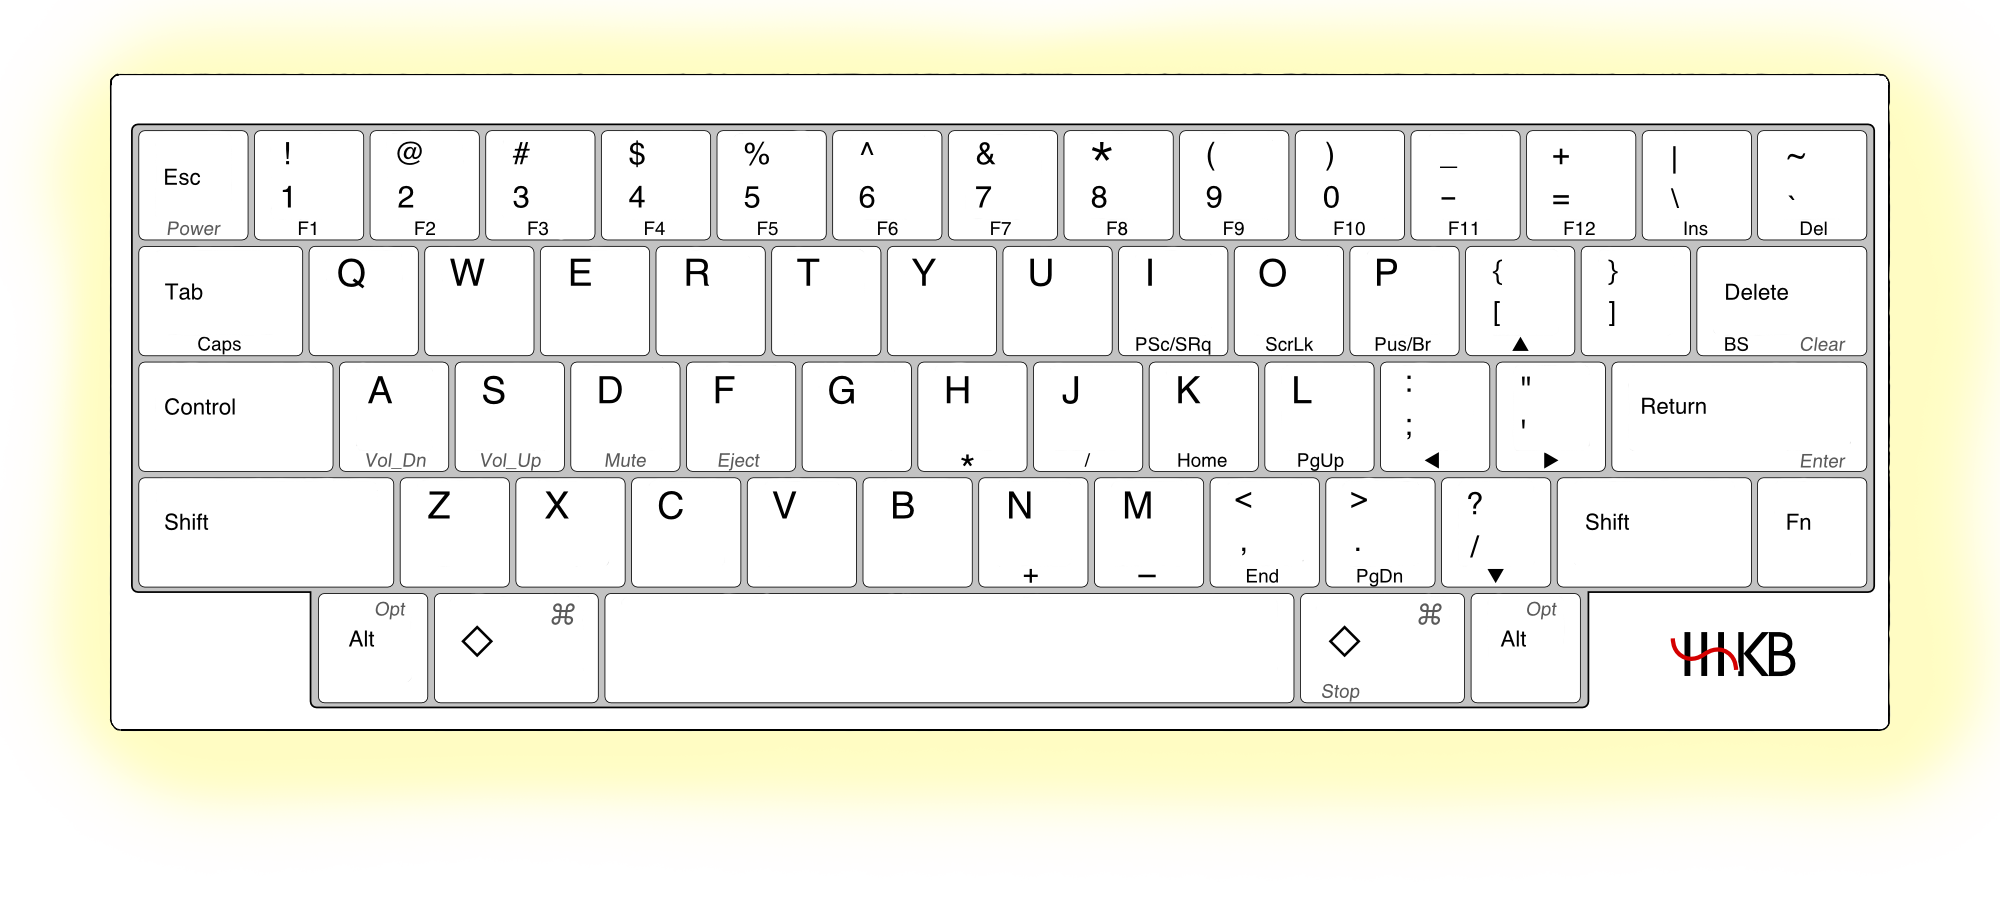 ! @ # $ % ^ & * ( ) _ + | ~
Esc 1 2 3 4 5 6 7 8 9 0 - = \ `
Power F1 F2 F3 F4 F5 F6 F7 F8 F9 F10 F11 F12 Ins Del
Q W E R T Y U I O P { }
Tab [ ] Delete
Caps PSc/SRq ScrLk Pus/Br ▲ BS Clear
A S D F G H J K L : "
Control ; ' Return
Vol_Dn Vol_Up Mute Eject * / Home PgUp ◀ ▶ Enter
Z X C V B N M < > ?
Shift , . / Shift Fn
+ – End PgDn ▼
Opt ⌘ ⌘ Opt
Alt ◇ ◇ Alt HHKB
Stop